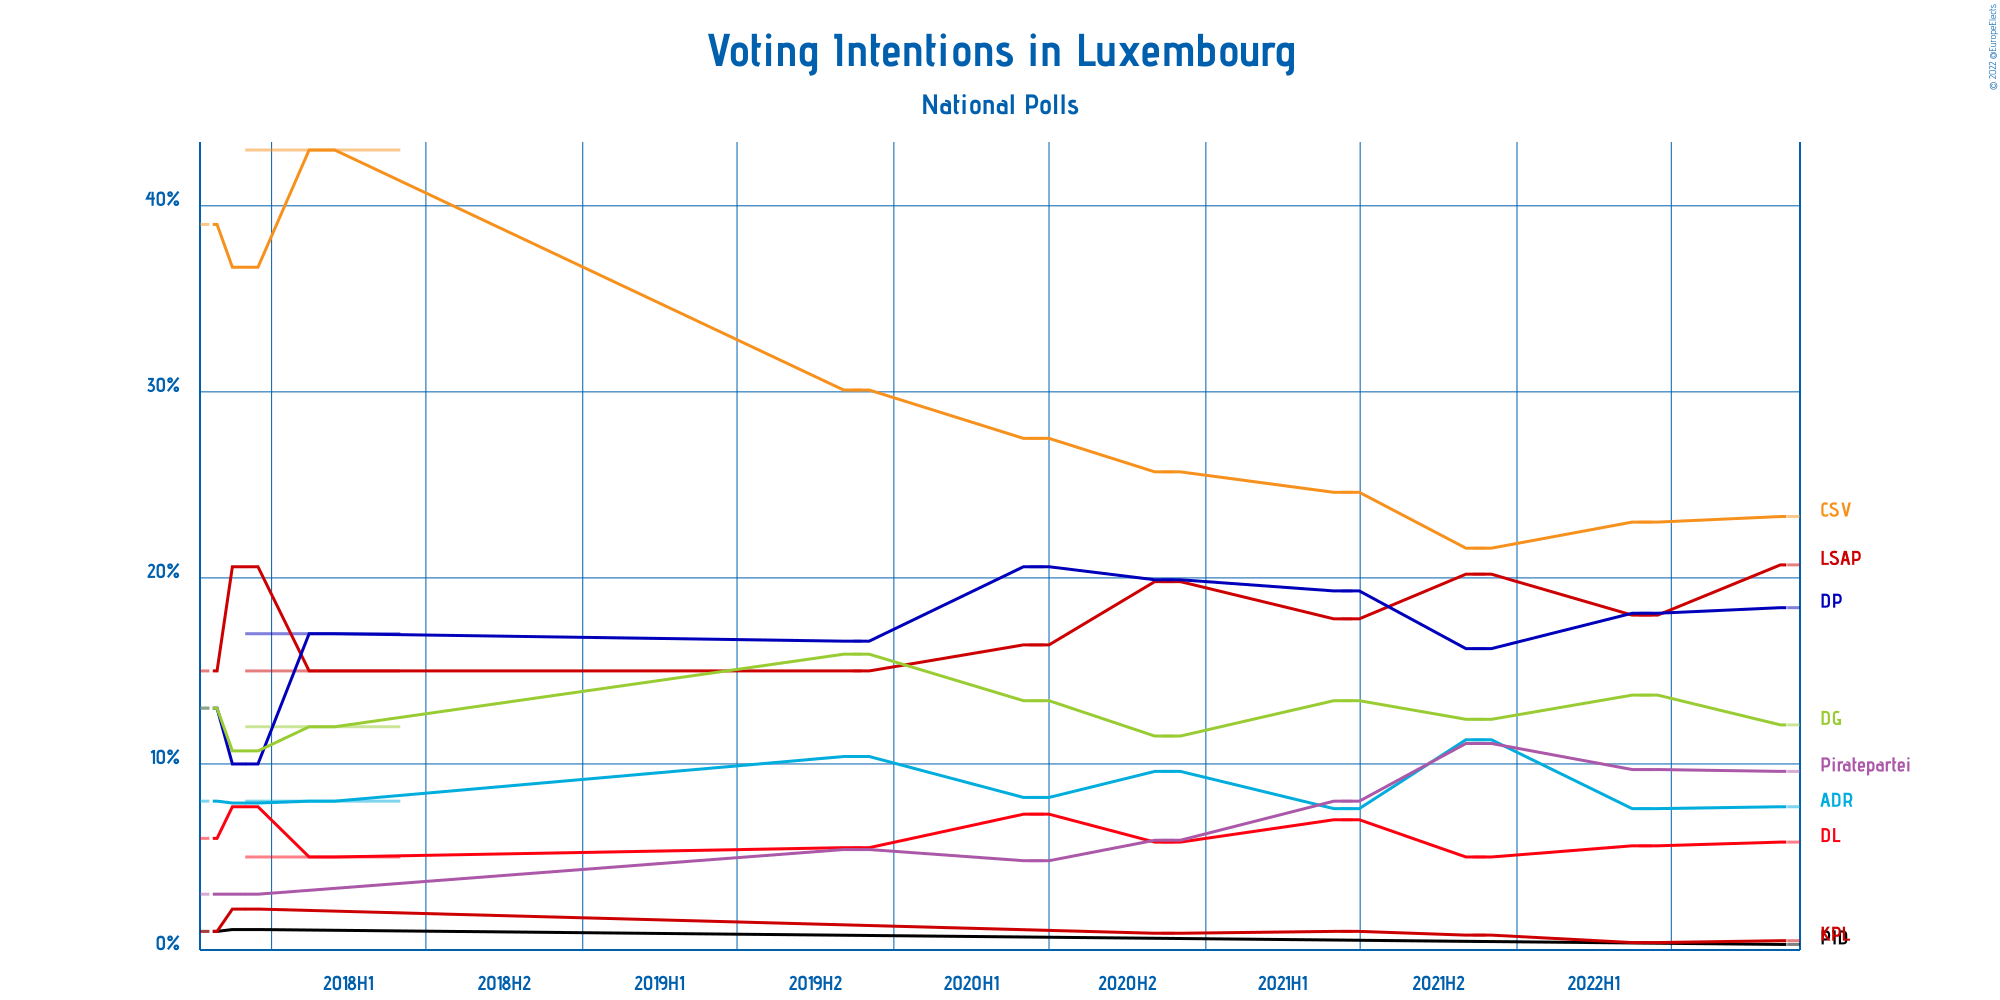 © 2022 @EuropeElects
Voting Intentions in Luxembourg
National Polls
40%
30%
20%
10%
0%
CSV
LSAP
DP
DG
Piratepartei
ADR
DL
KPL
PID
2018H1
2018H2
2019H1
2019H2
2020H1
2020H2
2021H1
2021H2
2022H1